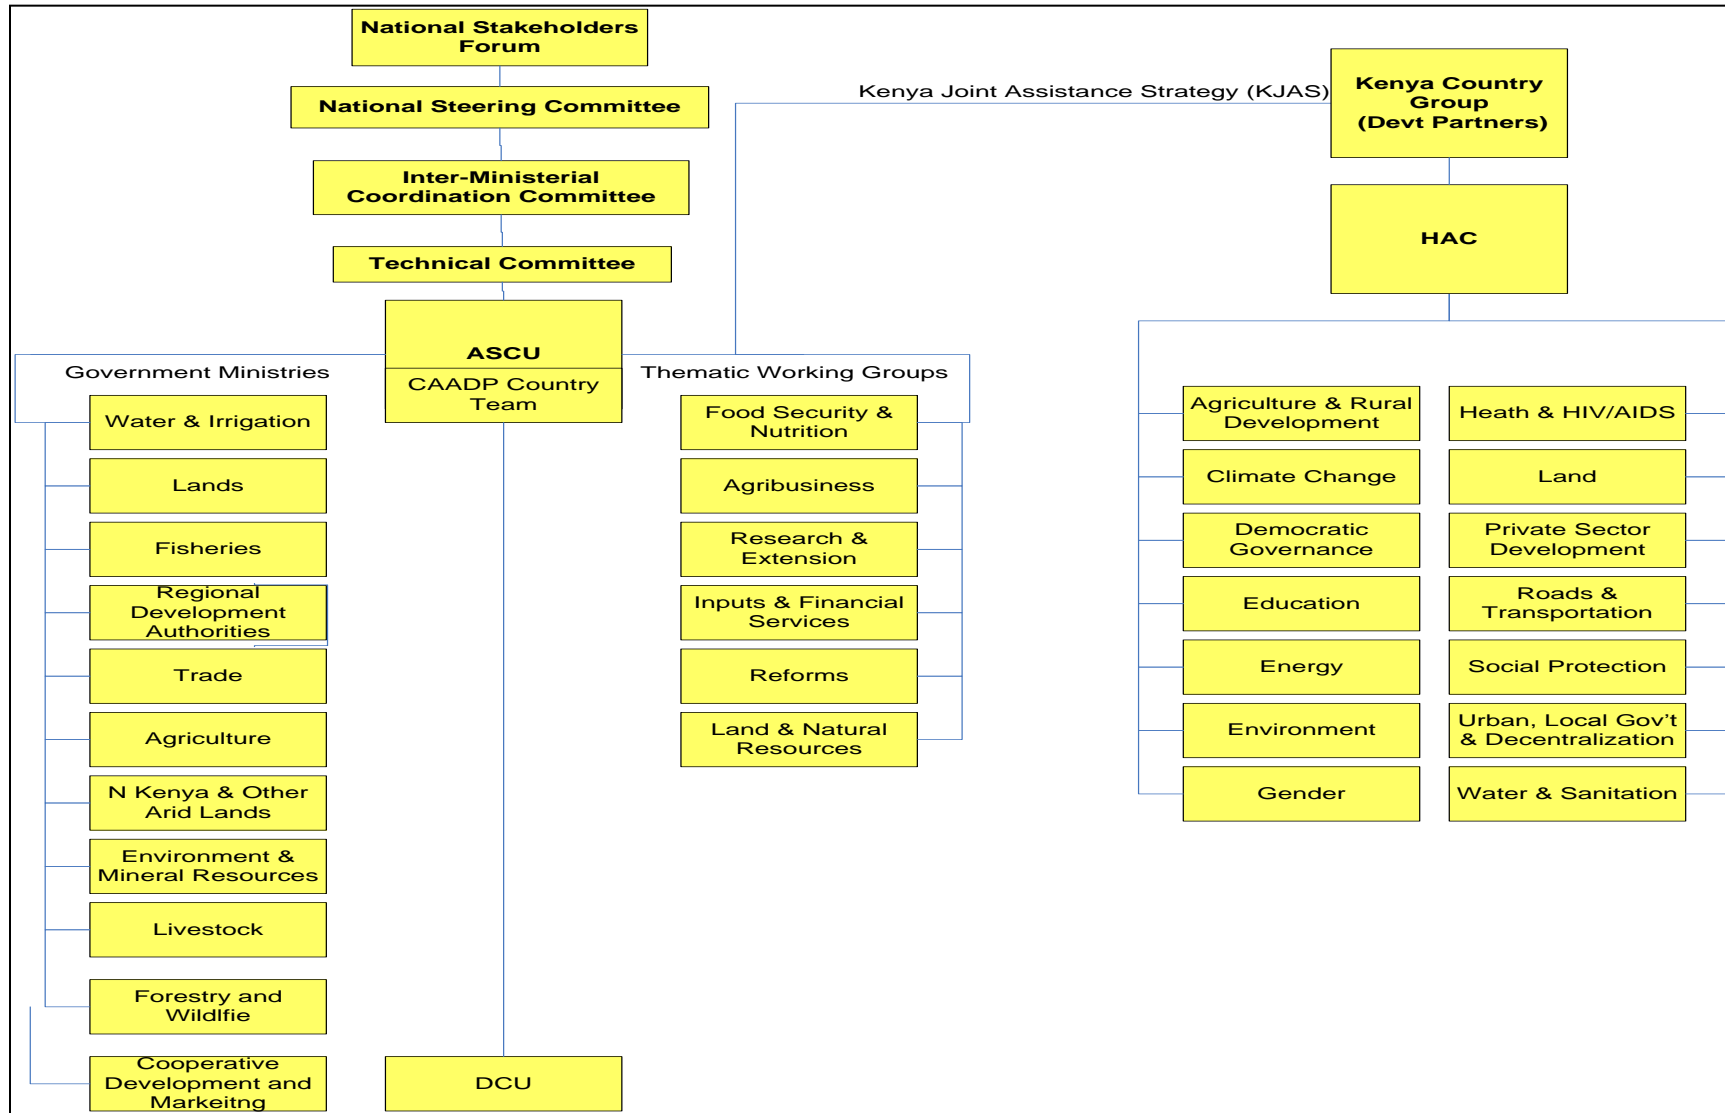 National Stakeholders
Forum
National Steering Committee
Inter-Ministerial
Coordination Committee
Technical Committee
ASCU
CAADP Country
Team
Kenya Joint Assistance Strategy (KJAS)
Kenya Country
Group
(Devt Partners)
HAC
Government Ministries
Water & Irrigation
Lands
Fisheries
Regional
Development
Authorities
Trade
Agriculture
N Kenya & Other
Arid Lands
Environment &
Mineral Resources
Livestock
Forestry and
Wildlfie
Cooperative
Development and
Markeitng
DCU
Thematic Working Groups
Food Security &
Nutrition
Agribusiness
Research &
Extension
Inputs & Financial
Services
Reforms
Land & Natural
Resources
Agriculture & Rural
Development
Climate Change
Democratic
Governance
Education
Energy
Environment
Gender
Heath & HIV/AIDS
Land
Private Sector
Development
Roads &
Transportation
Social Protection
Urban, Local Gov’t
& Decentralization
Water & Sanitation